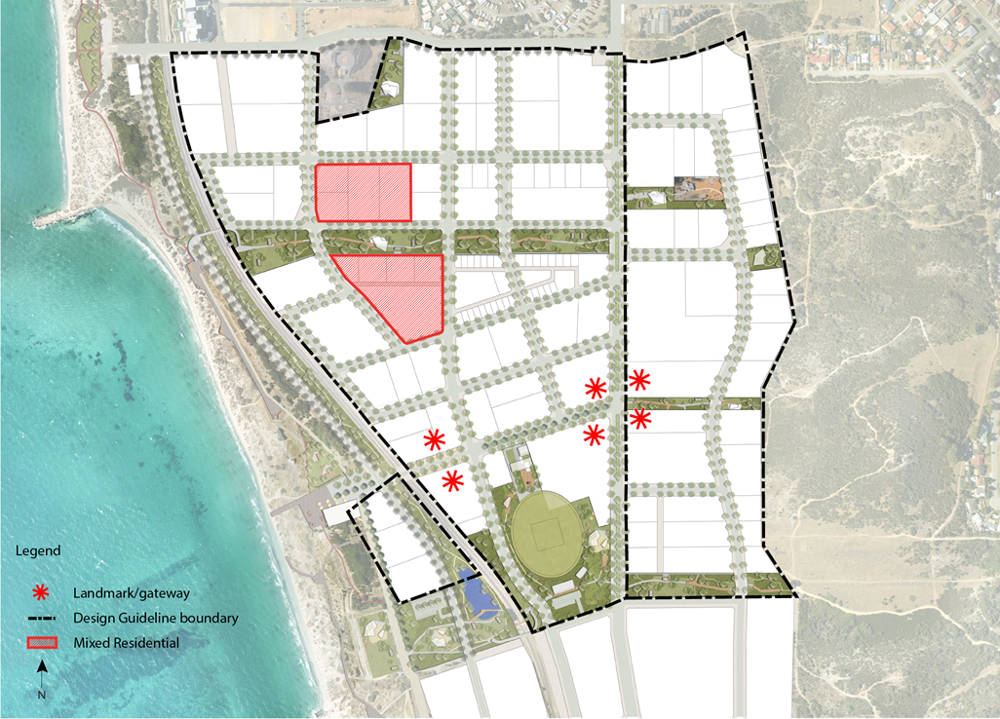 Legend
Landmark/gateway
Design Guideline boundary
Mixed Residential
N